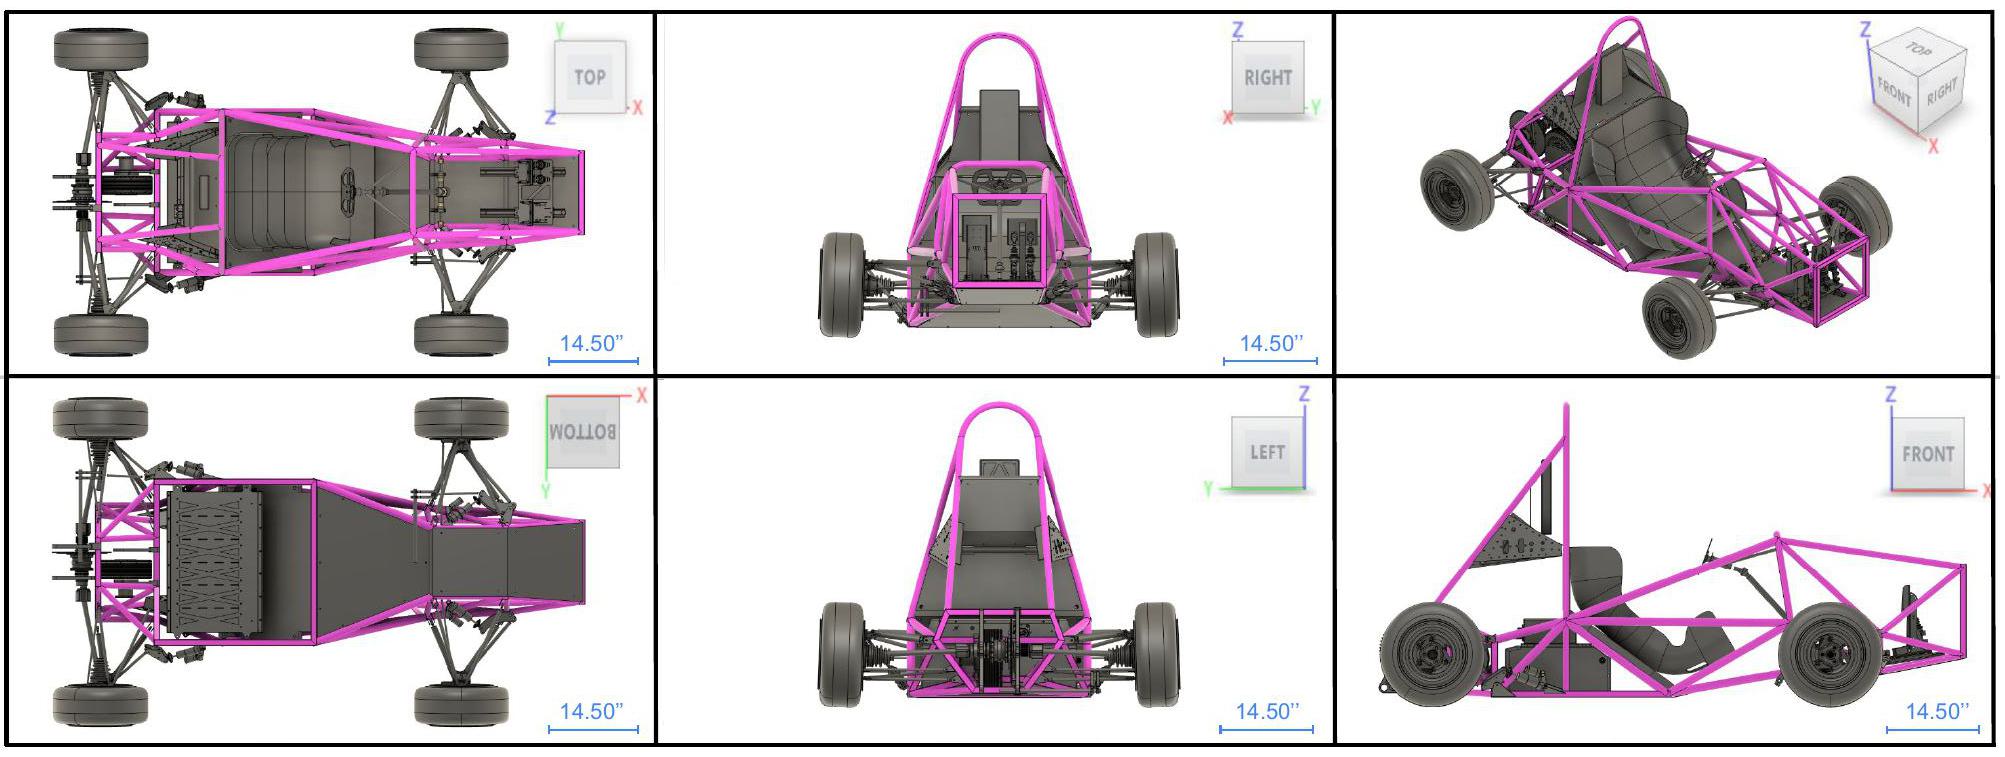 Y
TOP
X
Z
14.50”
Z
RIGHT
Y
X
14.50’’
Z
TOP
FRONT
RIGHT
X
X
BOTTOM
Y
14.50”
Z
LEFT
Y
14.50’’
Z
FRONT
X
14.50’’